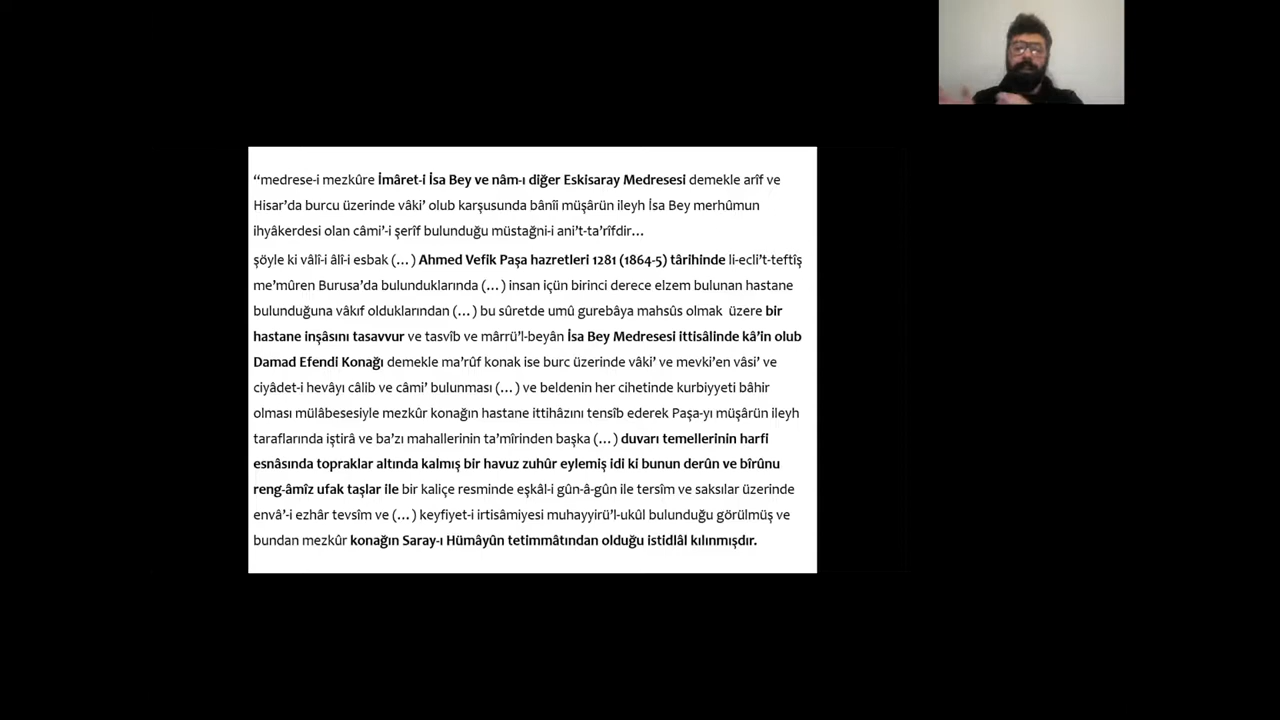 “medrese-i mezkûre İmâret-i İsa Bey ve nâm-ı diğer Eskisaray Medresesi demekle arîf ve
Hisar’da burcu üzerinde vâki’ olub karşusunda bânîi müşârün ileyh İsa Bey merhûmun
ihyâkerdesi olan câmi’-i şerîf bulunduğu müstağni-i ani’t-ta’rîfdir...
şöyle ki vâlî-i âlî-i esbak (...) Ahmed Vefik Paşa hazretleri 1281 (1864-5) târihinde li-ecli’t-teftîş
me’mûren Burusa’da bulunduklarında (...) insan içün birinci derece elzem bulunan hastane
bulunduğuna vâkıf olduklarından (...) bu sûretde umû gurebâya mahsûs olmak üzere bir
hastane inşâsını tasavvur ve tasvîb ve mârrü’l-beyân İsa Bey Medresesi ittisâlinde kâ’in olub
Damad Efendi Konağı demekle ma’rûf konak ise burc üzerinde vâki’ ve mevki’en vâsi’ ve
ciyâdet-i hevâyı câlib ve câmi’ bulunması (...) ve beldenin her cihetinde kurbiyyeti bâhir
olması mülâbesesiyle mezkûr konağın hastane ittihâzını tensîb ederek Paşa-yı müşârün ileyh
taraflarında iştirâ ve ba’zı mahallerinin ta’mîrinden başka (...) duvarı temellerinin harfi
esnâsında topraklar altında kalmış bir havuz zuhûr eylemiş idi ki bunun derûn ve bîrûnu
reng-âmîz ufak taşlar ile bir kaliçe resminde eşkâl-i gûn-â-gûn ile tersîm ve saksılar üzerinde
envâ’-i ezhâr tevsîm ve (...) keyfiyet-i irtisâmiyesi muhayyirü’l-ukûl bulunduğu görülmüş ve
bundan mezkûr konağın Saray-ı Hümâyûn tetimmâtından olduğu istidlâl kılınmışdır.